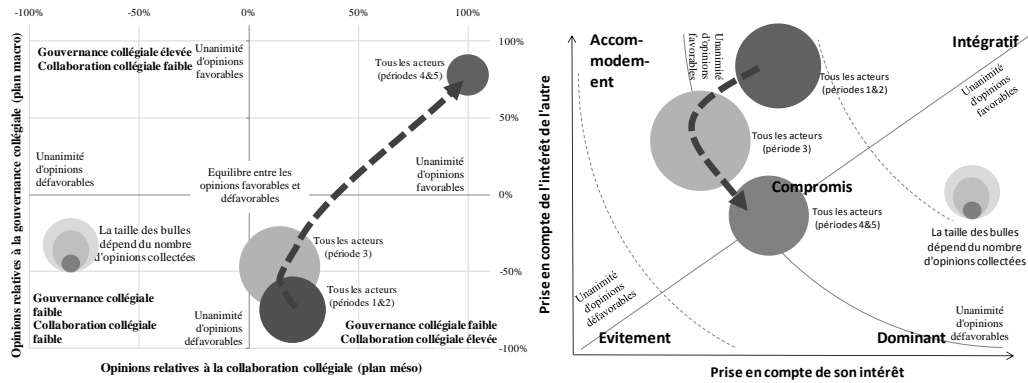 -100%
-50%
0%
50%
100%
Gouvernance collégiale élevée
Collaboration collégiale faible
Unanimité
d'opinions
favorables
Tous les acteurs
(périodes 4&5)
100%
50%
0%
-50%
-100%
Unanimité
d'opinions
défavorables
Equilibre entre les
opinions favorables et
défavorables
Unanimité
d'opinions
favorables
La taille des bulles
dépend du nombre
d'opinions collectées
Tous les acteurs
(période 3)
Tous les acteurs
(périodes 1&2)
Gouvernance collégiale
faible
Collaboration collégiale
faible
Unanimité
d'opinions
défavorables
Gouvernance collégiale faible
Collaboration collégiale élevée
Opinions relatives à la gouvernance collégiale (plan macro)
Opinions relatives à la collaboration collégiale (plan méso)
Prise en compte de l'intérêt de l'autre
Accom-
modem-
ent
Unanimité
d'opinions
favorables
Intégratif
Tous les acteurs
(périodes 1&2)
Unanimité
d'opinions
favorables
Tous les acteurs
(période 3)
Compromis
Tous les acteurs
(périodes 4&5)
La taille des bulles
dépend du nombre
d'opinions collectées
Unanimité
d'opinions
défavorables
Evitement
Dominant
Unanimité
d'opinions
défavorables
Prise en compte de son intérêt